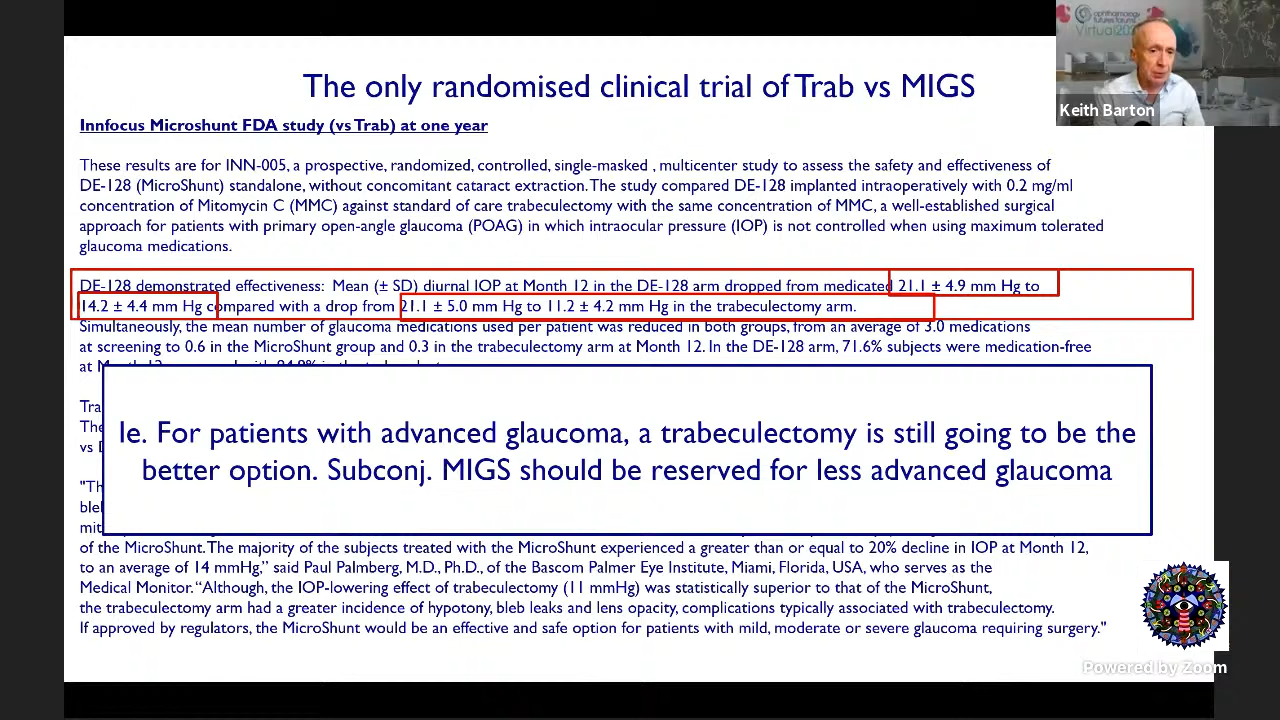 The only randomised clinical trial of Trab vs MIGS
ophthalmology
futures forums
Virtual 202
Keith Barton
Innfocus Microshunt FDA study (vs Trab) at one year
These results are for INN-005, a prospective, randomized, controlled, single-masked , multicenter study to assess the safety and effectiveness of
DE-128 (MicroShunt) standalone, without concomitant cataract extraction. The study compared DE-128 implanted intraoperatively with 0.2 mg/ml
concentration of Mitomycin C (MMC) against standard of care trabeculectomy with the same concentration of MMC, a well-established surgical
approach for patients with primary open-angle glaucoma (POAG) in which intraocular pressure (IOP) is not controlled when using maximum tolerated
glaucoma medications.
DE-128 demonstrated effectiveness: Mean (± SD) diurnal IOP at Month 12 in the DE-128 arm dropped from medicated 21.1 ± 4.9 mm Hg to
14.2 ± 4.4 mm Hg compared with a drop from 21.1 ± 5.0 mm Hg to 11.2 ± 4.2 mm Hg in the trabeculectomy arm.
Simultaneously, the mean number of glaucoma medications used per patient was reduced in both groups, from an average of 3.0 medications
at screening to 0.6 in the MicroShunt group and 0.3 in the trabeculectomy arm at Month 12. In the DE-128 arm, 71.6% subjects were medication-free
at
Ie. For patients with advanced glaucoma, a trabeculectomy is still going to be the
better option. Subconj. MIGS should be reserved for less advanced glaucoma
of the MicroShunt. The majority of the subjects treated with the MicroShunt experienced a greater than or equal to 20% decline in IOP at Month 12,
to an average of 14 mmHg.” said Paul Palmberg, M.D., Ph.D., of the Bascom Palmer Eye Institute, Miami, Florida, USA, who serves as the
Medical Monitor. “Although, the IOP-lowering effect of trabeculectomy (11 mmHg) was statistically superior to that of the MicroShunt,
the trabeculectomy arm had a greater incidence of hypotony, bleb leaks and lens opacity, complications typically associated with trabeculectomy.
If approved by regulators, the MicroShunt would be an effective and safe option for patients with mild, moderate or severe glaucoma requiring surgery."
Powered by Zoom